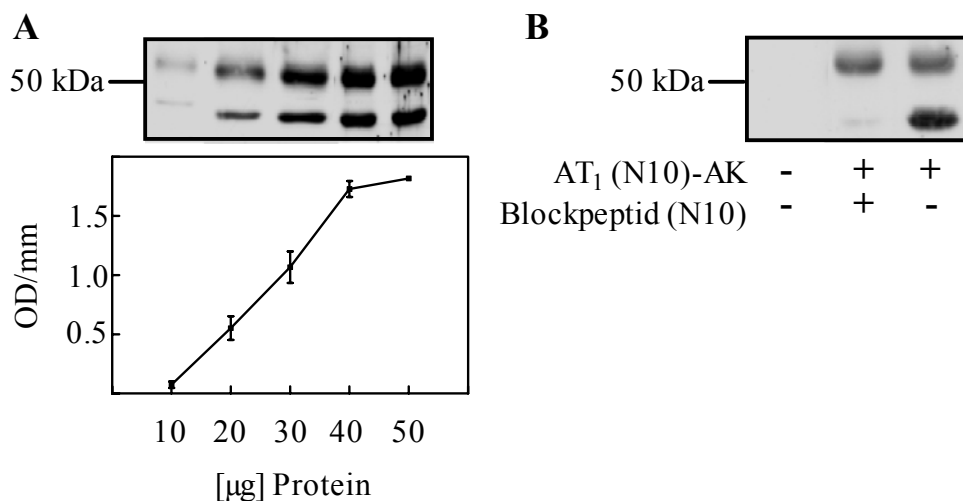 A
50 kDa
OD/mm
1.5
1.0
0.5
10 20 30 40 50
[µg] Protein
B
50 kDa
AT₁ (N10)-AK - + +
Blockpeptid (N10) - + -